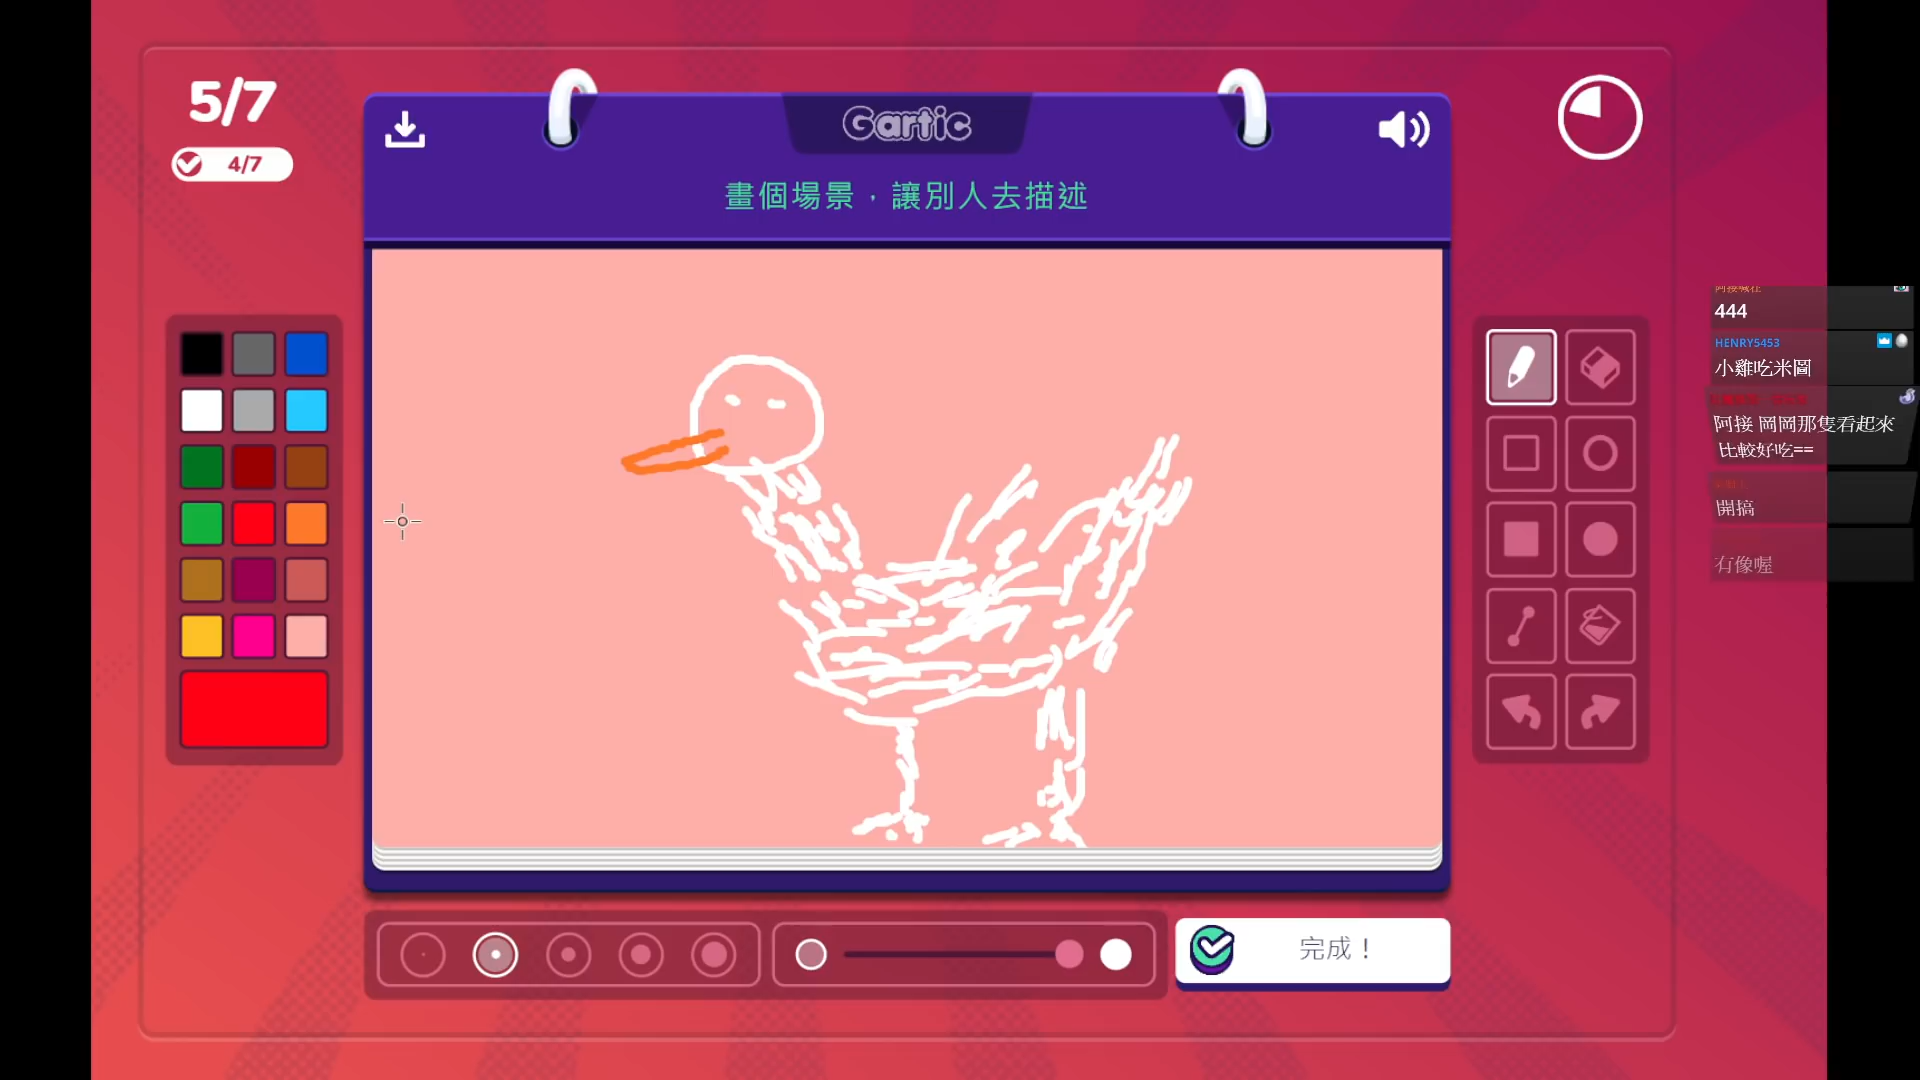 5/7
4/7
Gartic
畫個場景，讓別人去描述
444
HENRY5453
小雞吃米圖
阿接 岡岡那隻看起來
比較好吃==
開搞
有像喔
完成！